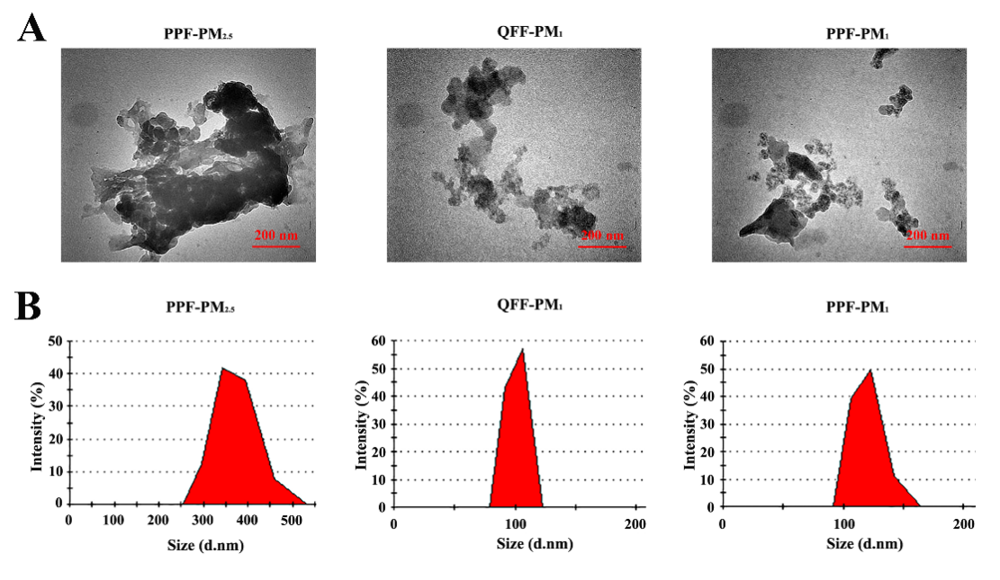 A
PPF-PM2.5
QFF-PM1
PPF-PM1
200 nm
200 nm
200 nm
B
PPF-PM2.5
QFF-PM1
PPF-PM1
Intensity (%)
50
40
30
20
10
0
0 100 200 300 400 500
Size (d.nm)
Intensity (%)
60
50
40
30
20
10
0
0 100 200
Size (d.nm)
Intensity (%)
60
50
40
30
20
10
0
0 100 200
Size (d.nm)